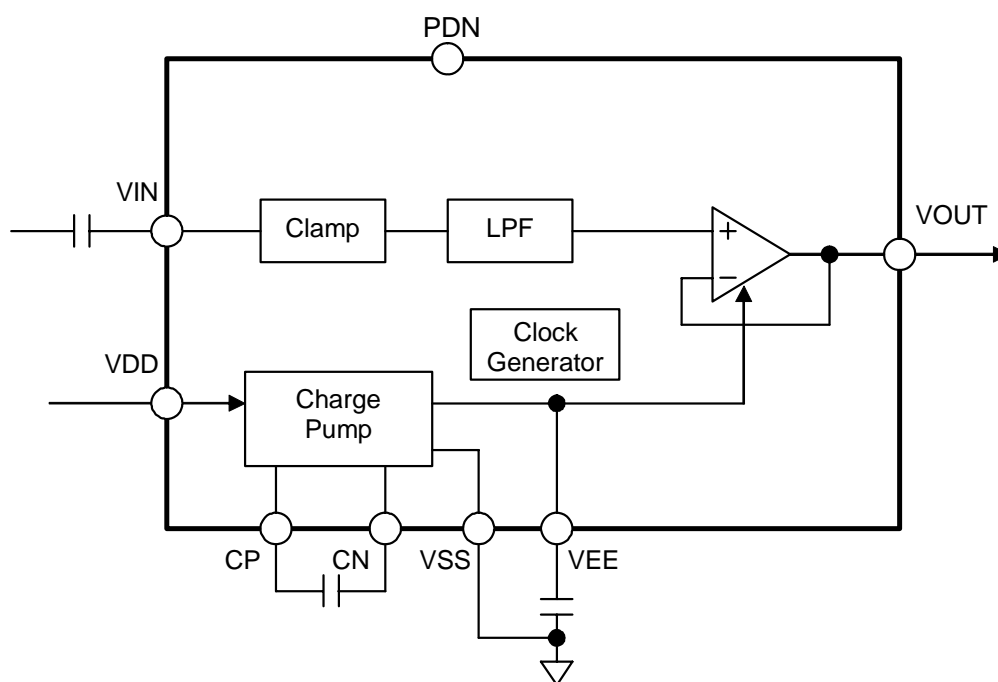 PDN
VIN
Clamp
LPF
+
−
VOUT
Clock
Generator
VDD
Charge
Pump
CP
CN
VSS
VEE